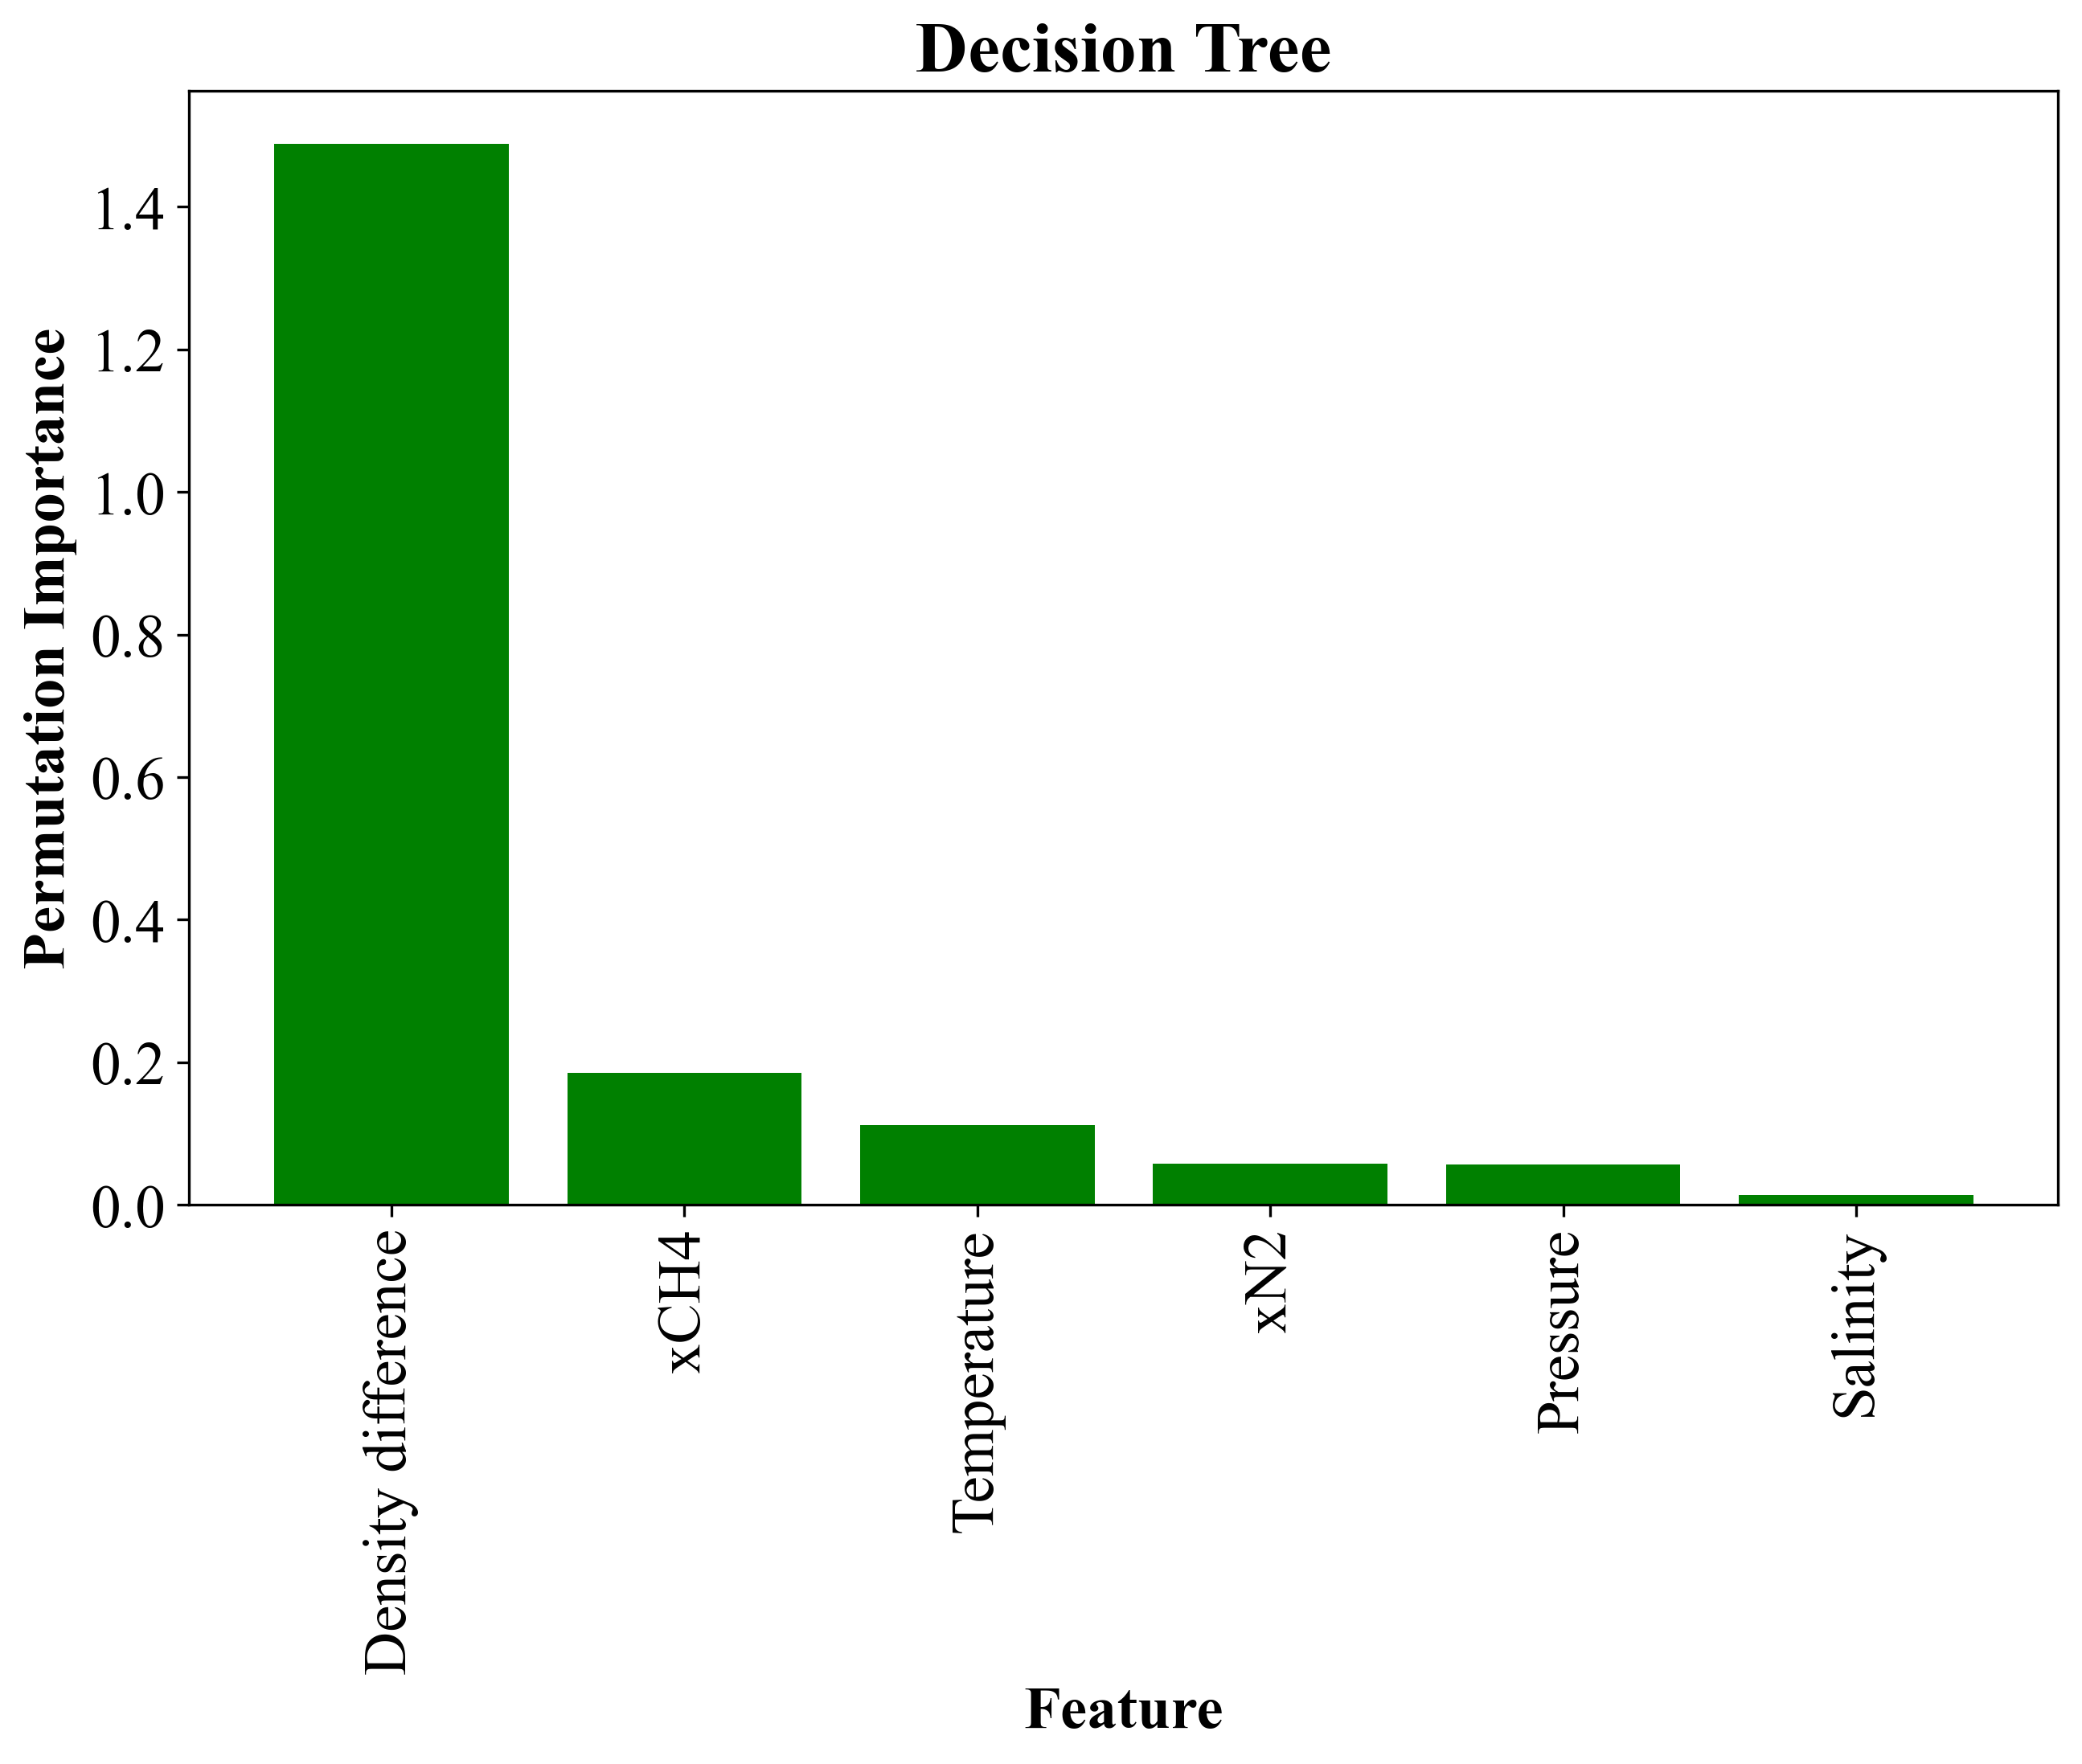 Decision Tree
Permutation Importance
1.4
1.2
1.0
0.8
0.6
0.4
0.2
0.0
Density difference
xCH4
Temperature
xN2
Pressure
Salinity
Feature